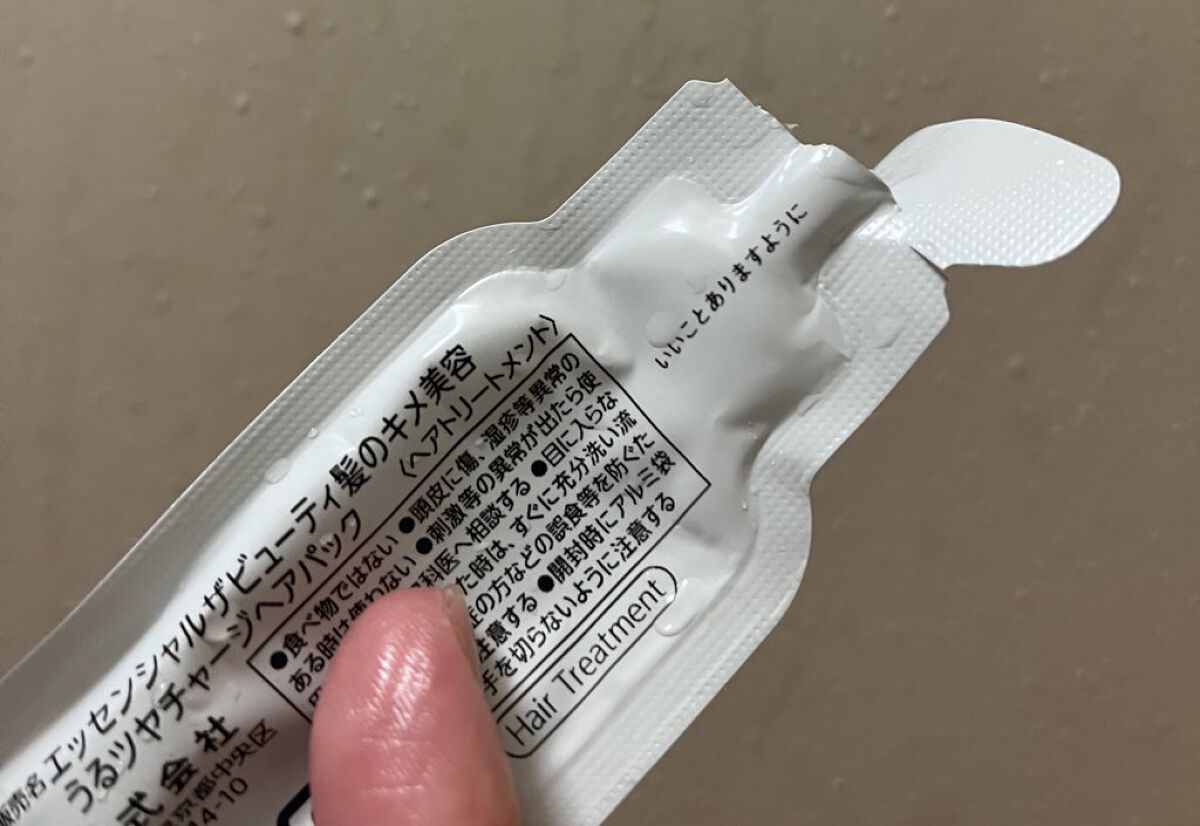 いいことありますように
販売名エッセンシャルザビューティ髪のキメ美容
うるツヤチャージヘアパック
〈ヘアトリートメント〉
●食べ物ではない ●頭皮に傷、湿疹等異常の
ある時は使わない ●刺激等の異常が出たら使
科医へ相談する ●目に入らな
た時は、すぐに充分洗い流
症の方などの誤食等を防ぐた
注意する ●開封時にアルミ袋
手を切らないように注意する
Hair Treatment
式会社
京都中央区
14-10